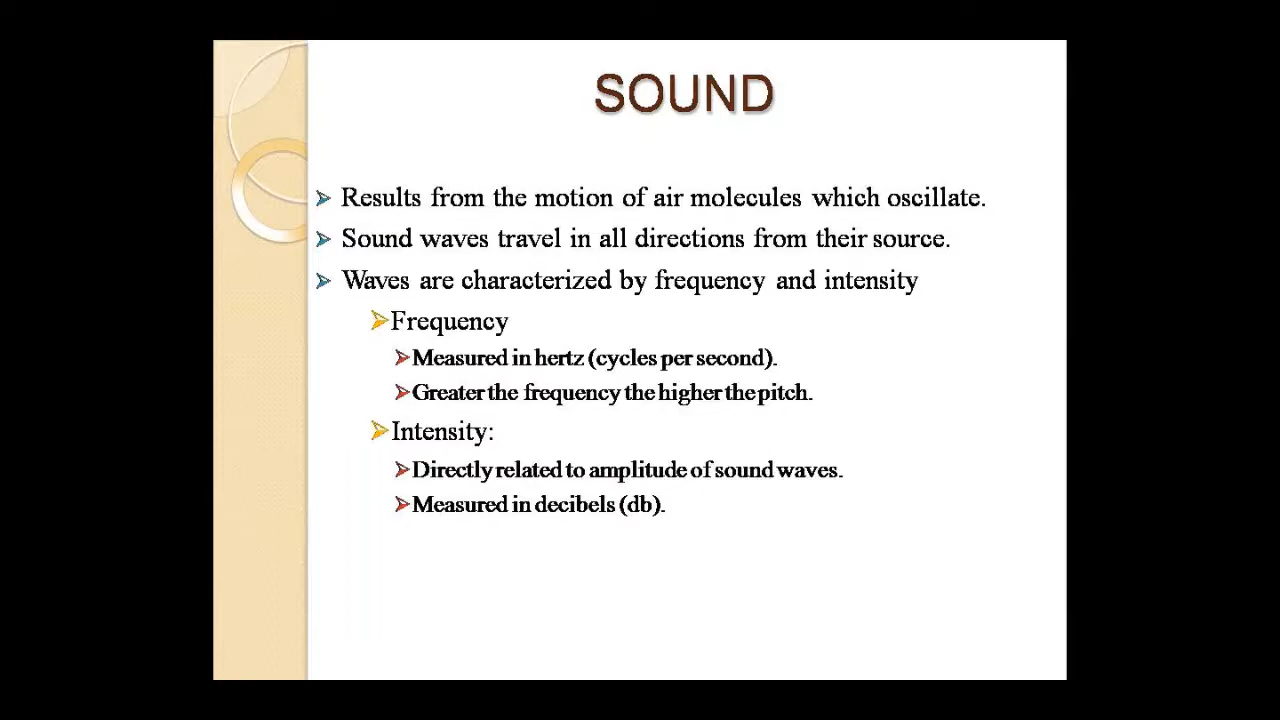 SOUND
Results from the motion of air molecules which oscillate.
Sound waves travel in all directions from their source.
Waves are characterized by frequency and intensity
Frequency
Measured in hertz (cycles per second).
Greater the frequency the higher the pitch.
Intensity:
Directly related to amplitude of sound waves.
Measured in decibels (db).